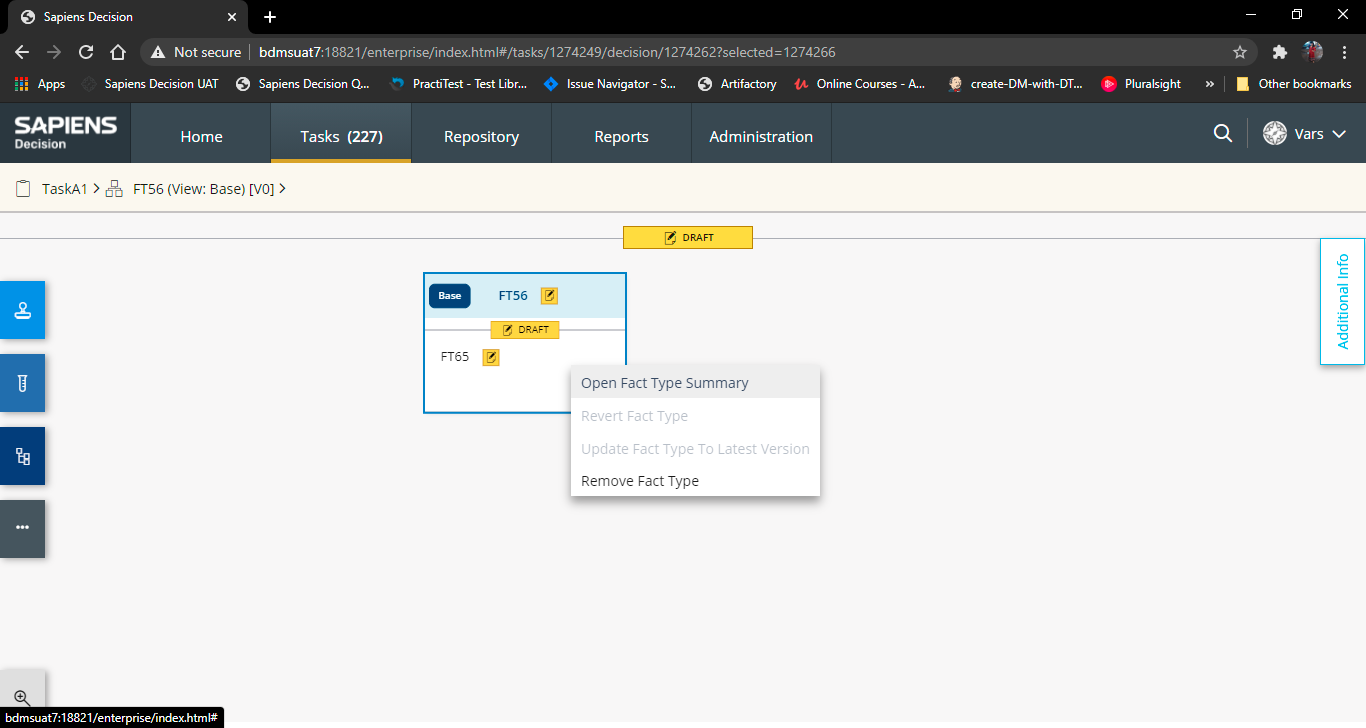 Sapiens Decision
Not secure bdmsuat7:18821/enterprise/index.html#/tasks/1274249/decision/1274262?selected=1274266
Apps Sapiens Decision UAT Sapiens Decision Q... PractiTest - Test Libr... Issue Navigator - S... Artifactory Online Courses - A... create-DM-with-DT... Pluralsight » Other bookmarks
SAPIENS
Decision
Home Tasks (227) Repository Reports Administration Vars
TaskA1 > FT56 (View: Base) [V0] >
DRAFT
Additional Info
Base FT56
DRAFT
FT65
Open Fact Type Summary
Revert Fact Type
Update Fact Type To Latest Version
Remove Fact Type
bdmsuat7:18821/enterprise/index.html#